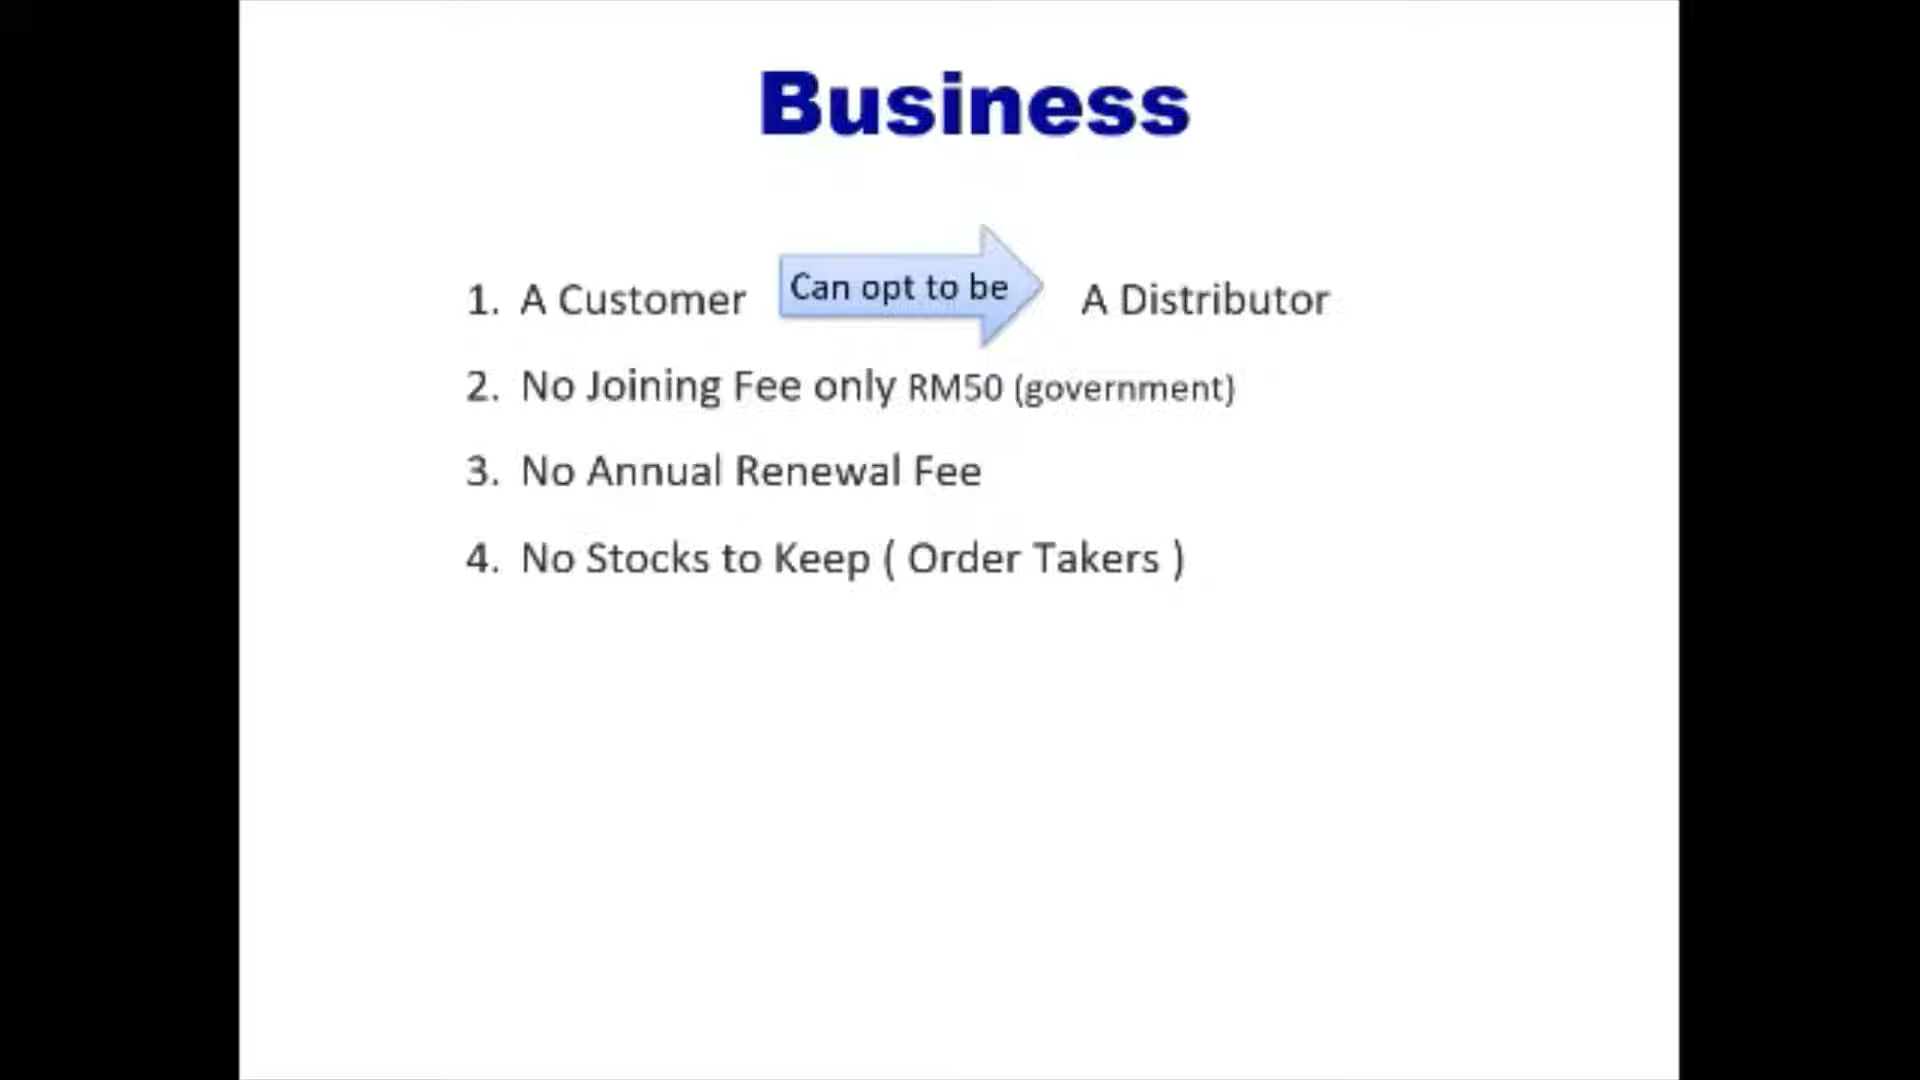 Business
1. A Customer Can opt to be A Distributor
2. No Joining Fee only RM50 (government)
3. No Annual Renewal Fee
4. No Stocks to Keep ( Order Takers )